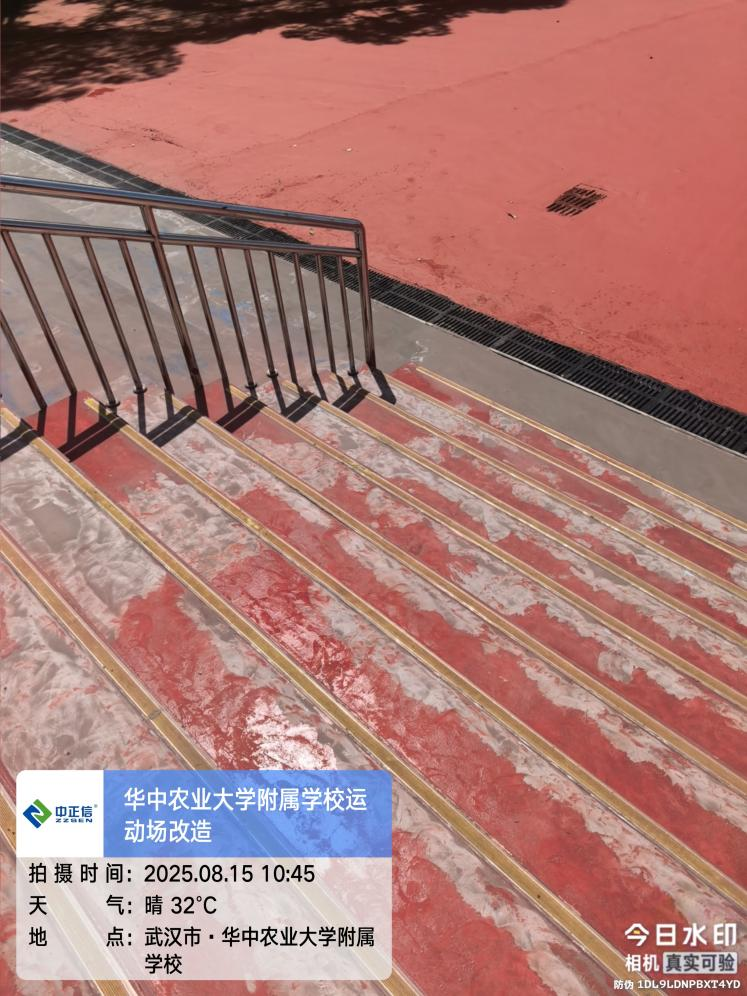 中正信
ZZSEN
华中农业大学附属学校运
动场改造
拍摄时间：2025.08.15 10:45
天气：晴 32℃
地点：武汉市·华中农业大学附属
学校
今日水印
相机 真实可验
防伪 1DL9LDNPBXT4YD